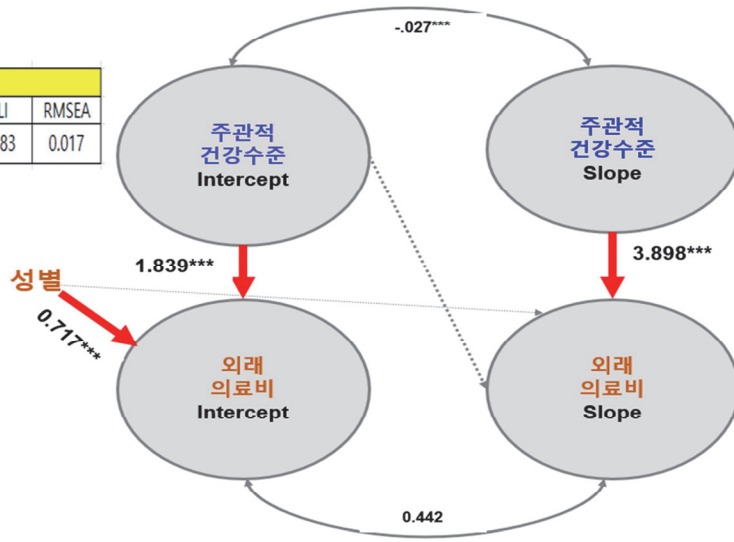 -.027***
LI RMSEA
83 0.017
주관적
건강수준
Intercept
주관적
건강수준
Slope
1.839***
3.898***
성별
0.717***
외래
의료비
Intercept
외래
의료비
Slope
0.442